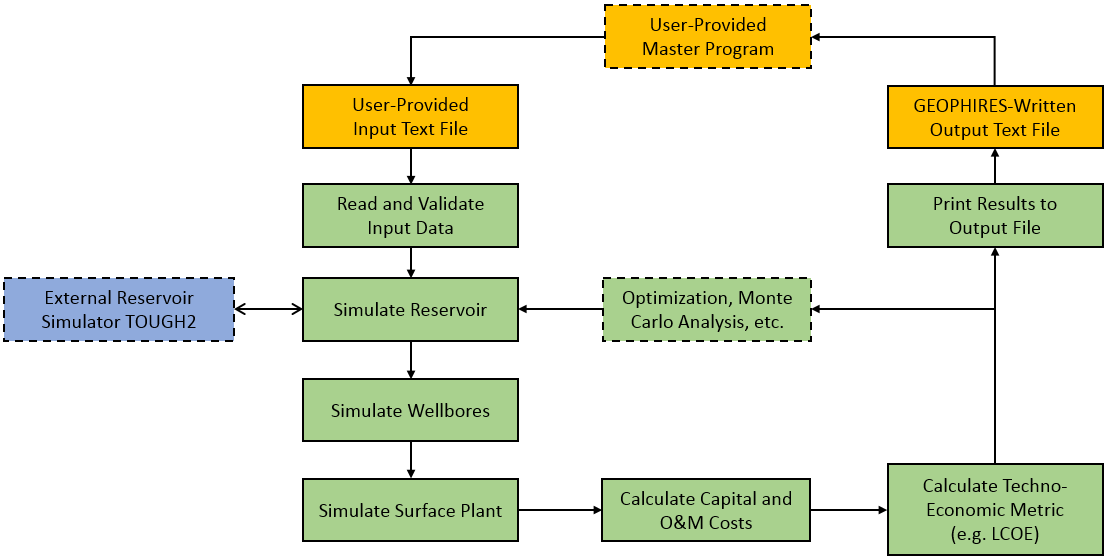 User-Provided
Master Program
User-Provided
Input Text File
GEOPHIRES-Written
Output Text File
Read and Validate
Input Data
Print Results to
Output File
External Reservoir
Simulator TOUGH2
Simulate Reservoir
Optimization, Monte
Carlo Analysis, etc.
Simulate Wellbores
Simulate Surface Plant
Calculate Capital and
O&M Costs
Calculate Techno-
Economic Metric
(e.g. LCOE)